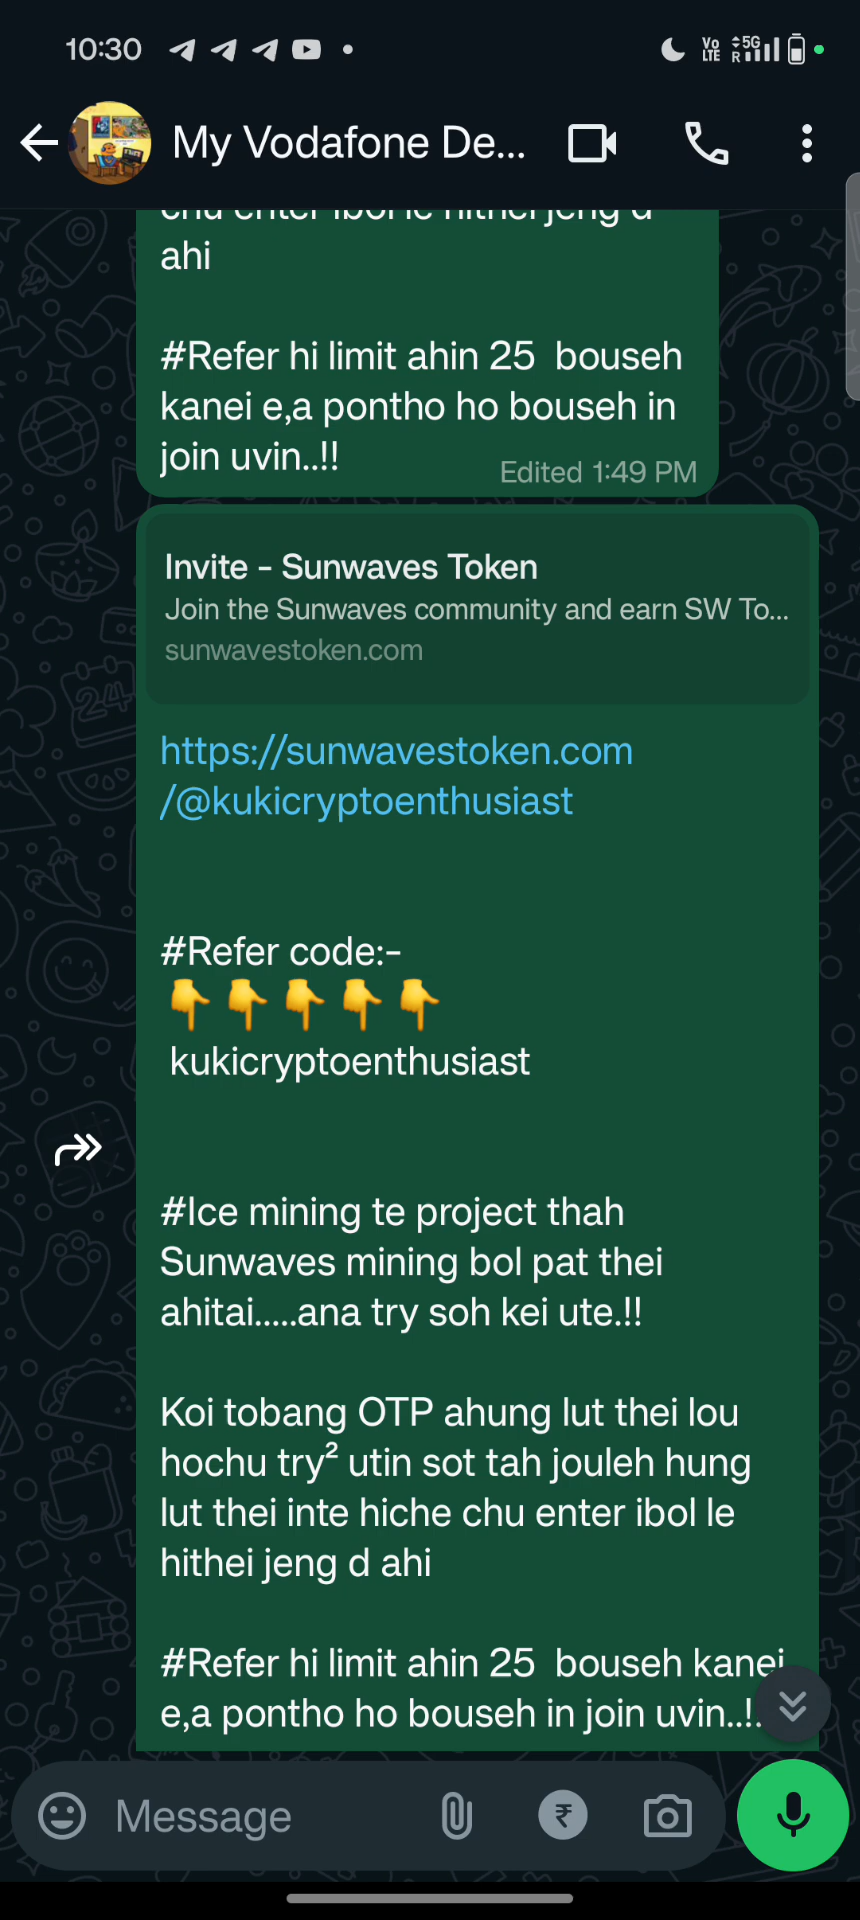 10:30
Vo LTE 5G R
My Vodafone De...
chu enter ibol le hithei jeng d
ahi
#Refer hi limit ahin 25 bouseh
kanei e,a pontho ho bouseh in
join uvin..!!
Edited 1:49 PM
Invite - Sunwaves Token
Join the Sunwaves community and earn SW To...
sunwavestoken.com
https://sunwavestoken.com
/@kukicryptoenthusiast
#Refer code:-
👇👇👇👇👇
kukicryptoenthusiast
#Ice mining te project thah
Sunwaves mining bol pat thei
ahitai.....ana try soh kei ute.!!
Koi tobang OTP ahung lut thei lou
hochu try² utin sot tah jouleh hung
lut thei inte hiche chu enter ibol le
hithei jeng d ahi
#Refer hi limit ahin 25 bouseh kanei
e,a pontho ho bouseh in join uvin..!.
Message